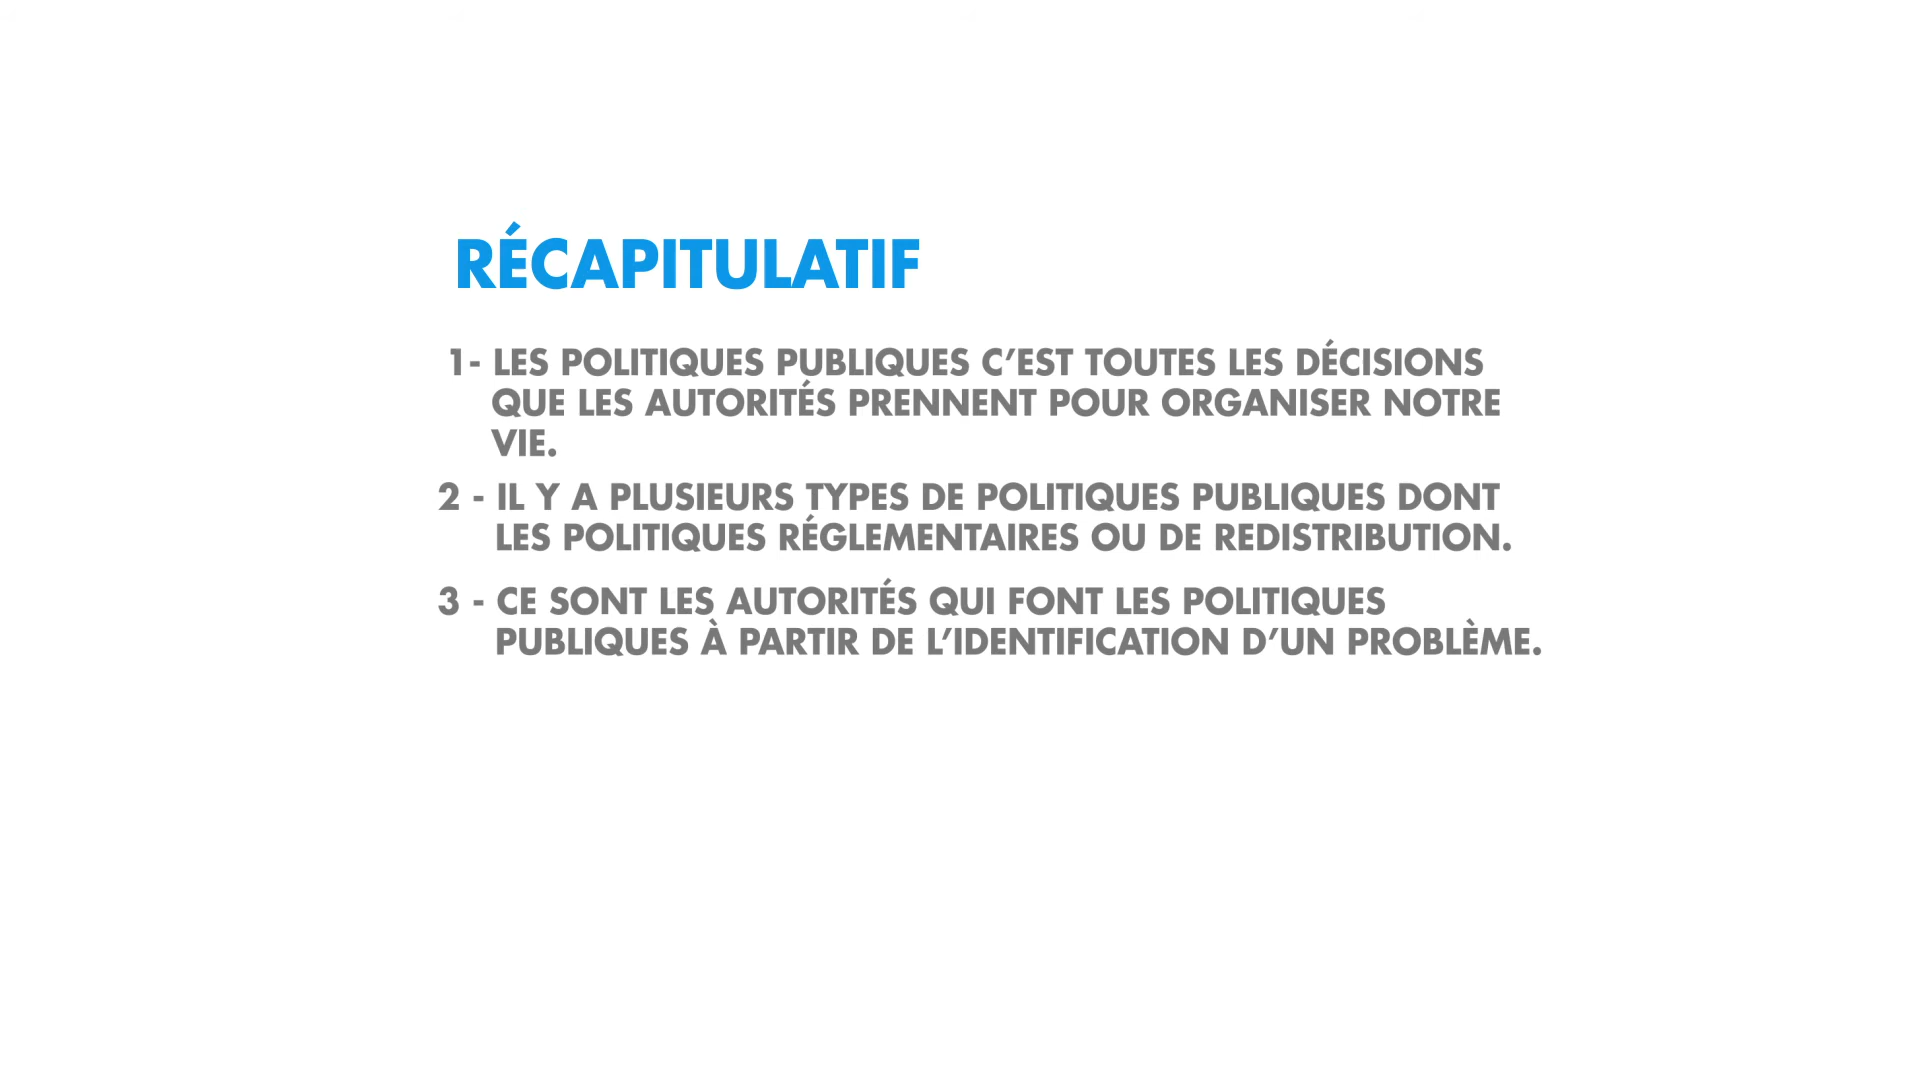 RÉCAPITULATIF
1- LES POLITIQUES PUBLIQUES C’EST TOUTES LES DÉCISIONS
QUE LES AUTORITÉS PRENNENT POUR ORGANISER NOTRE
VIE.
2 - IL Y A PLUSIEURS TYPES DE POLITIQUES PUBLIQUES DONT
LES POLITIQUES RÉGLEMENTAIRES OU DE REDISTRIBUTION.
3 - CE SONT LES AUTORITÉS QUI FONT LES POLITIQUES
PUBLIQUES À PARTIR DE L’IDENTIFICATION D’UN PROBLÈME.